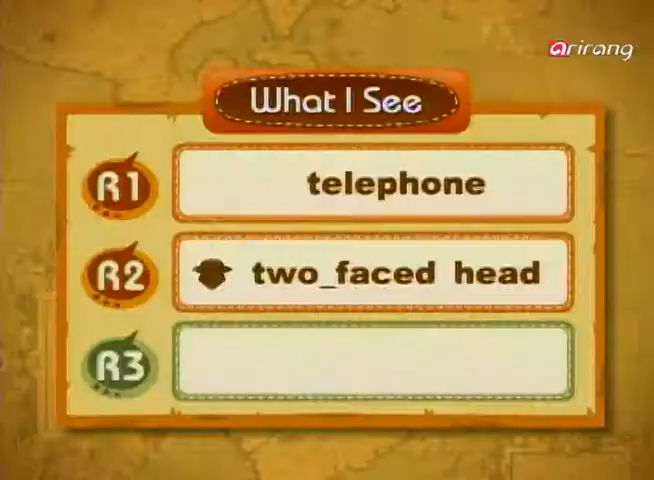 arirang
What I See
R1
telephone
R2
two_faced head
R3